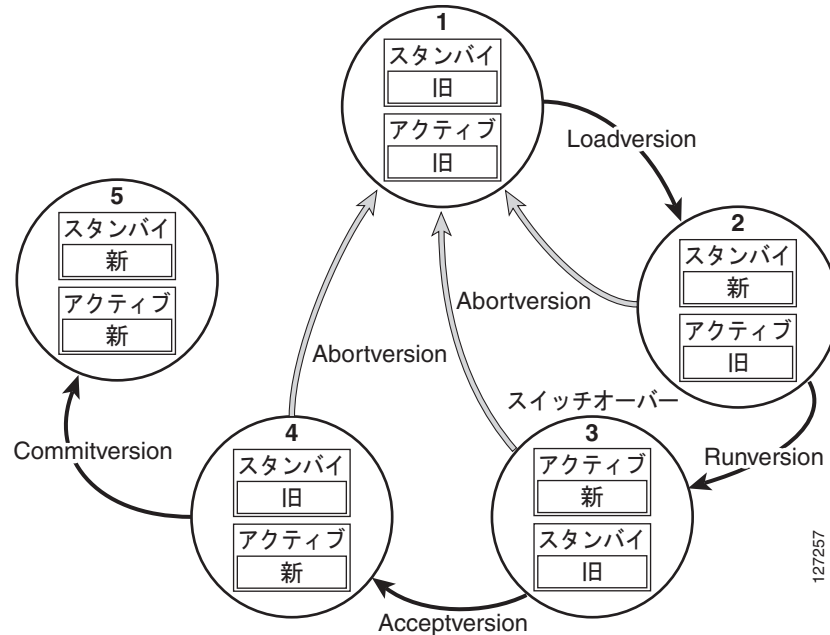 1
スタンバイ
旧
アクティブ
旧
Loadversion
2
スタンバイ
新
アクティブ
旧
5
スタンバイ
新
アクティブ
新
Abortversion
Abortversion
スイッチオーバー
3
アクティブ
新
スタンバイ
旧
Runversion
4
スタンバイ
旧
アクティブ
新
Commitversion
Acceptversion
127257